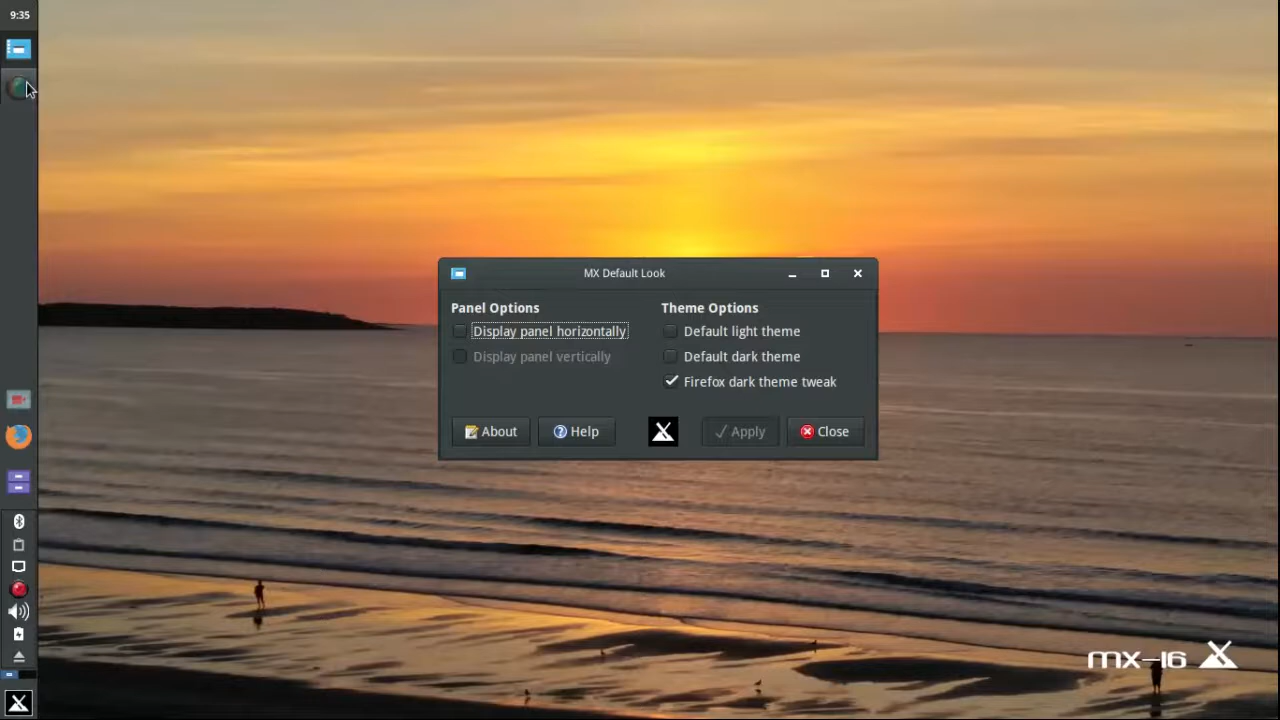 9:35
MX Default Look
Panel Options
Display panel horizontally
Display panel vertically
Theme Options
Default light theme
Default dark theme
Firefox dark theme tweak
About
Help
Apply
Close
mx-16